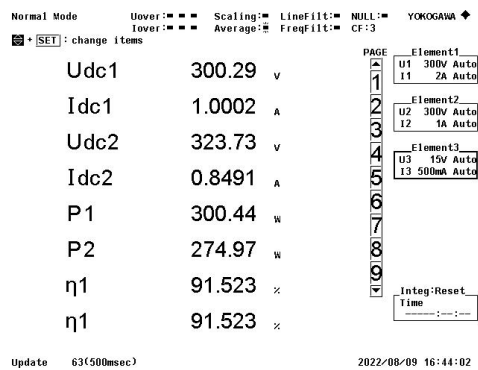 Normal Mode Uover: Scaling: LineFilt: NULL: YOKOGAWA
Iover: Average: FreqFilt: CF:3
+ SET : change items
PAGE
Udc1 300.29 V
Idc1 1.0002 A
Udc2 323.73 V
Idc2 0.8491 A
P1 300.44 W
P2 274.97 W
η1 91.523 %
η1 91.523 %
1
2
3
4
5
6
7
8
9
Element1
U1 300V Auto
I1 2A Auto
Element2
U2 300V Auto
I2 1A Auto
Element3
U3 15V Auto
I3 500mA Auto
Integ:Reset
Time
-----:--:--
Update 63(500msec) 2022/08/09 16:44:02